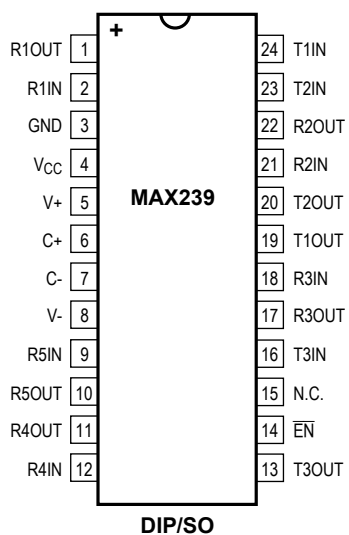 +
R1OUT 1 24 T1IN
R1IN 2 23 T2IN
GND 3 22 R2OUT
VCC 4 21 R2IN
V+ 5 MAX239 20 T2OUT
C+ 6 19 T1OUT
C- 7 18 R3IN
V- 8 17 R3OUT
R5IN 9 16 T3IN
R5OUT 10 15 N.C.
R4OUT 11 14 E̅N̅
R4IN 12 13 T3OUT
DIP/SO